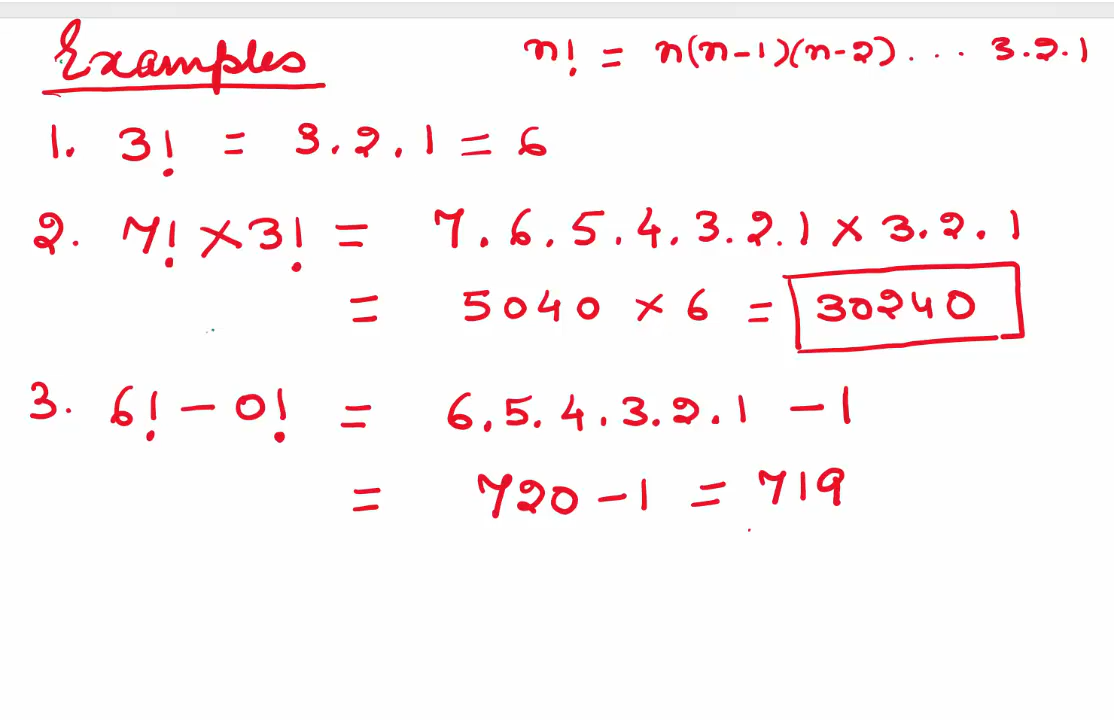 Examples n! = n(n-1)(n-2)... 3.2.1
1. 3! = 3.2.1 = 6
2. 7! × 3! = 7.6.5.4.3.2.1 × 3.2.1
= 5040 × 6 = 30240
3. 6! - 0! = 6.5.4.3.2.1 - 1
= 720 - 1 = 719